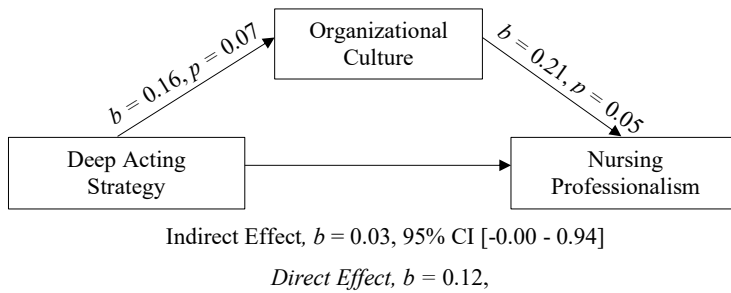 Organizational
Culture
b = 0.16, p = 0.07
b = 0.21, p = 0.05
Deep Acting
Strategy
Nursing
Professionalism
Indirect Effect, b = 0.03, 95% CI [-0.00 - 0.94]
Direct Effect, b = 0.12,